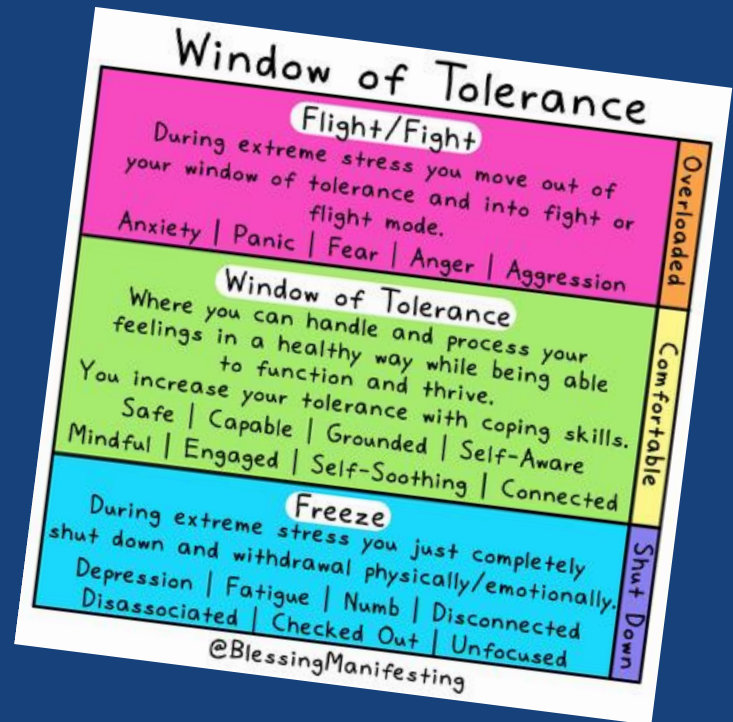 Window of Tolerance
Flight/Fight
During extreme stress you move out of
your window of tolerance and into fight or
flight mode.
Anxiety | Panic | Fear | Anger | Aggression
Overloaded
Window of Tolerance
Where you can handle and process your
feelings in a healthy way while being able
to function and thrive.
You increase your tolerance with coping skills.
Safe | Capable | Grounded | Self-Aware
Mindful | Engaged | Self-Soothing | Connected
Comfortable
Freeze
During extreme stress you just completely
shut down and withdrawal physically/emotionally.
Depression | Fatigue | Numb | Disconnected
Disassociated | Checked Out | Unfocused
Shut Down
@BlessingManifesting